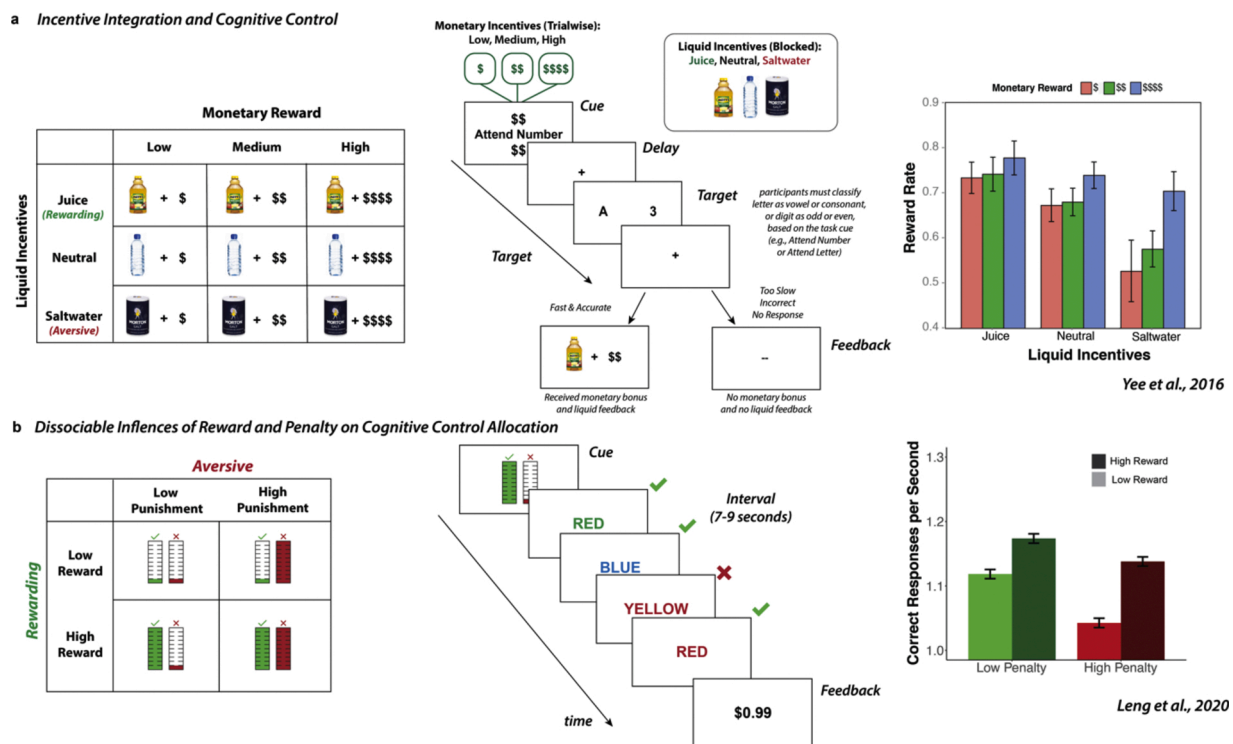 a Incentive Integration and Cognitive Control
Monetary Reward
Low Medium High
Liquid Incentives
Juice
(Rewarding)
+ $ + $$ + $$$$
Neutral
+ $ + $$ + $$$$
Saltwater
(Aversive)
+ $ + $$ + $$$$
Monetary Incentives (Trialwise):
Low, Medium, High
$ $$ $$$$
Liquid Incentives (Blocked):
Juice, Neutral, Saltwater
MORTON
$$
Attend Number
$$
Cue
+
Delay
A 3
Target
participants must classify
letter as vowel or consonant,
or digit as odd or even,
based on the task cue
(e.g., Attend Number
or Attend Letter)
+
Target
Fast & Accurate
Too Slow
Incorrect
No Response
+ $$
--
Feedback
Received monetary bonus
and liquid feedback
No monetary bonus
and no liquid feedback
Monetary Reward $ $$ $$$$
Reward Rate
0.9
0.8
0.7
0.6
0.5
0.4
Juice Neutral Saltwater
Liquid Incentives
Yee et al., 2016
b Dissociable Inflences of Reward and Penalty on Cognitive Control Allocation
Aversive
Low
Punishment
High
Punishment
Rewarding
Low
Reward
High
Reward
Cue
Interval
(7-9 seconds)
RED
BLUE
YELLOW
RED
$0.99
Feedback
time
Correct Responses per Second
1.3
1.2
1.1
1.0
High Reward
Low Reward
Low Penalty High Penalty
Leng et al., 2020